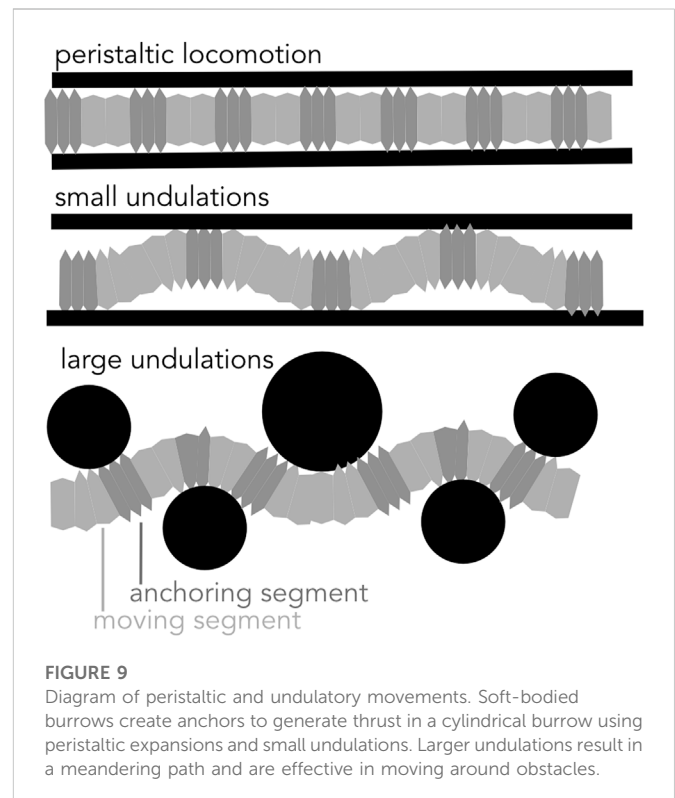 peristaltic locomotion
small undulations
large undulations
anchoring segment
moving segment
FIGURE 9
Diagram of peristaltic and undulatory movements. Soft-bodied
burrows create anchors to generate thrust in a cylindrical burrow using
peristaltic expansions and small undulations. Larger undulations result in
a meandering path and are effective in moving around obstacles.